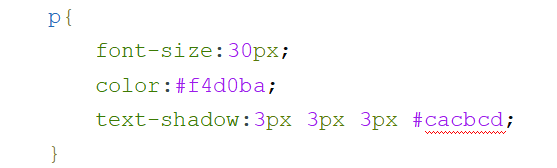 p{
font-size:30px;
color:#f4d0ba;
text-shadow:3px 3px 3px #cacbcd;
}